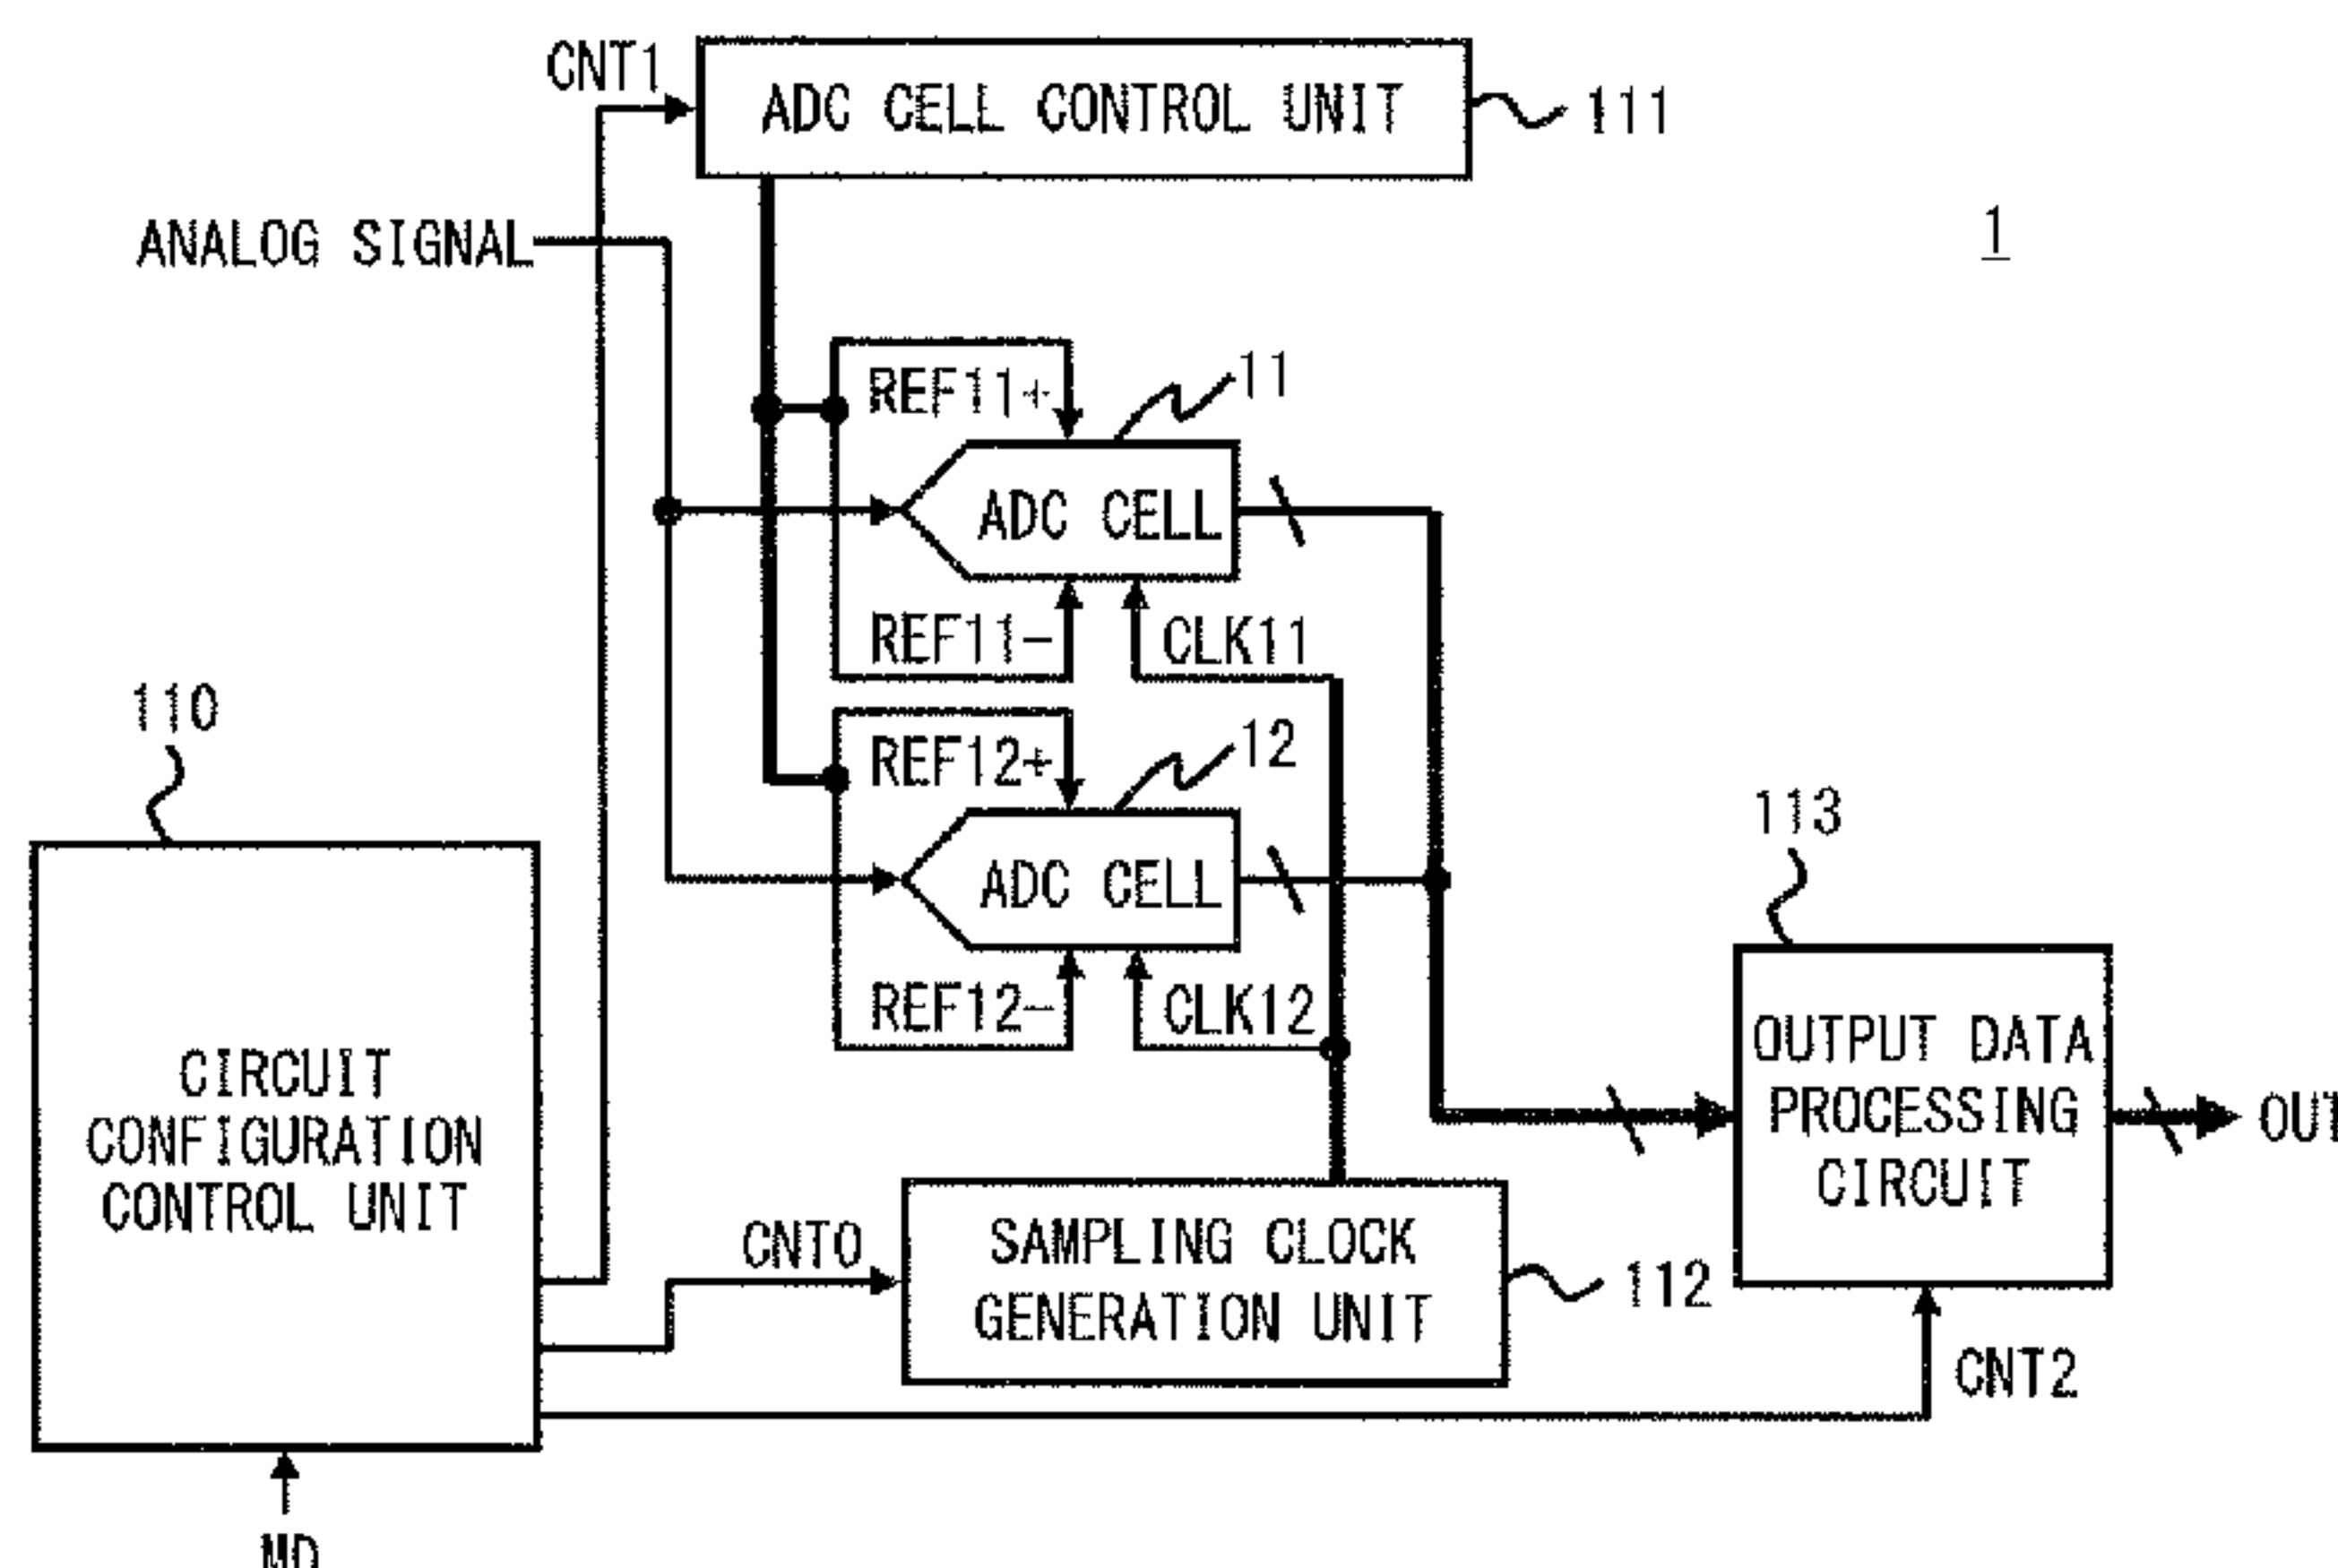 CNT1
ADC CELL CONTROL UNIT
111
ANALOG SIGNAL
1
REF11+
11
ADC CELL
REF11-
CLK11
110
REF12+
12
ADC CELL
113
REF12-
CLK12
CIRCUIT
CONFIGURATION
CONTROL UNIT
OUTPUT DATA
PROCESSING
CIRCUIT
OUT
CNT0
SAMPLING CLOCK
GENERATION UNIT
112
CNT2
MD